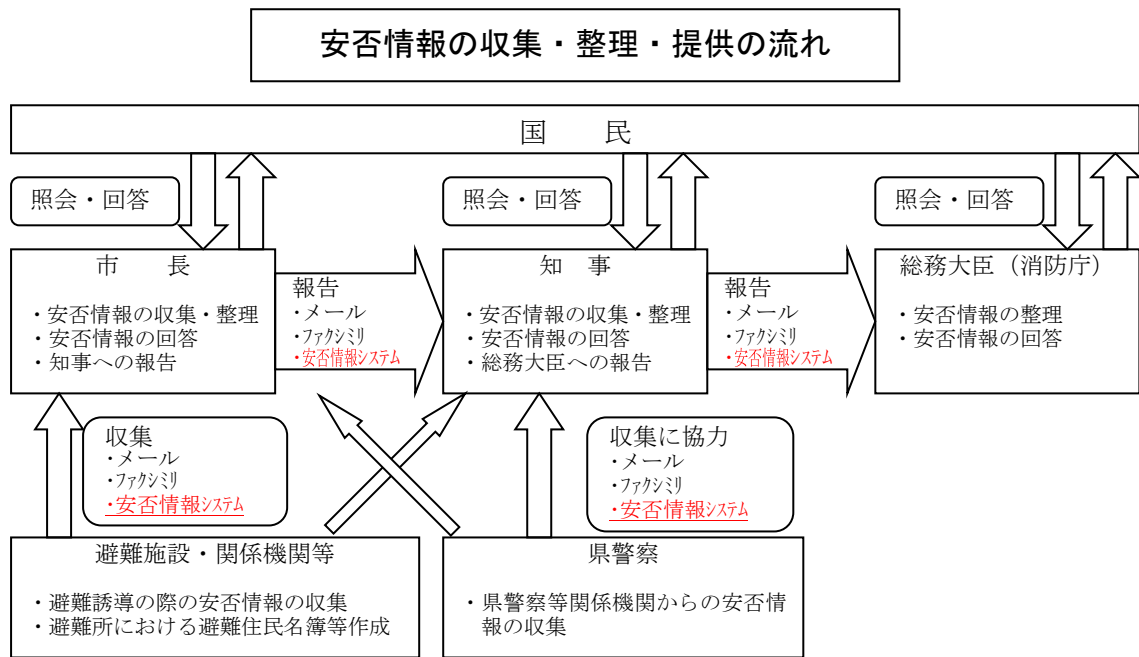 安否情報の収集・整理・提供の流れ
国　　民
照会・回答
照会・回答
照会・回答
市　　長
・安否情報の収集・整理
・安否情報の回答
・知事への報告
報告
・メール
・ﾌｧｸｼﾐﾘ
・安否情報ｼｽﾃﾑ
知　事
・安否情報の収集・整理
・安否情報の回答
・総務大臣への報告
報告
・メール
・ﾌｧｸｼﾐﾘ
・安否情報ｼｽﾃﾑ
総務大臣（消防庁）
・安否情報の整理
・安否情報の回答
収集
・メール
・ﾌｧｸｼﾐﾘ
・安否情報ｼｽﾃﾑ
収集に協力
・メール
・ﾌｧｸｼﾐﾘ
・安否情報ｼｽﾃﾑ
避難施設・関係機関等
・避難誘導の際の安否情報の収集
・避難所における避難住民名簿等作成
県警察
・県警察等関係機関からの安否情
報の収集